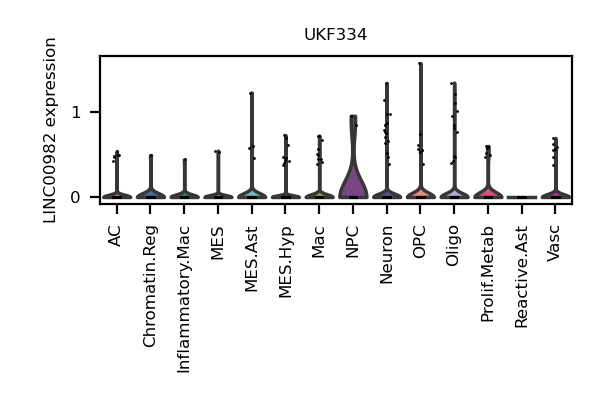 UKF334
LINC00982 expression
1
0
AC
Chromatin.Reg
Inflammatory.Mac
MES
MES.Ast
MES.Hyp
Mac
NPC
Neuron
OPC
Oligo
Prolif.Metab
Reactive.Ast
Vasc